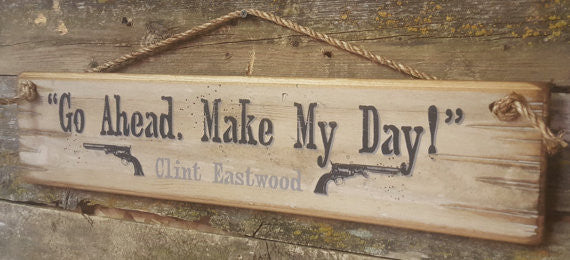 "Go Ahead. Make My Day!"
Clint Eastwood